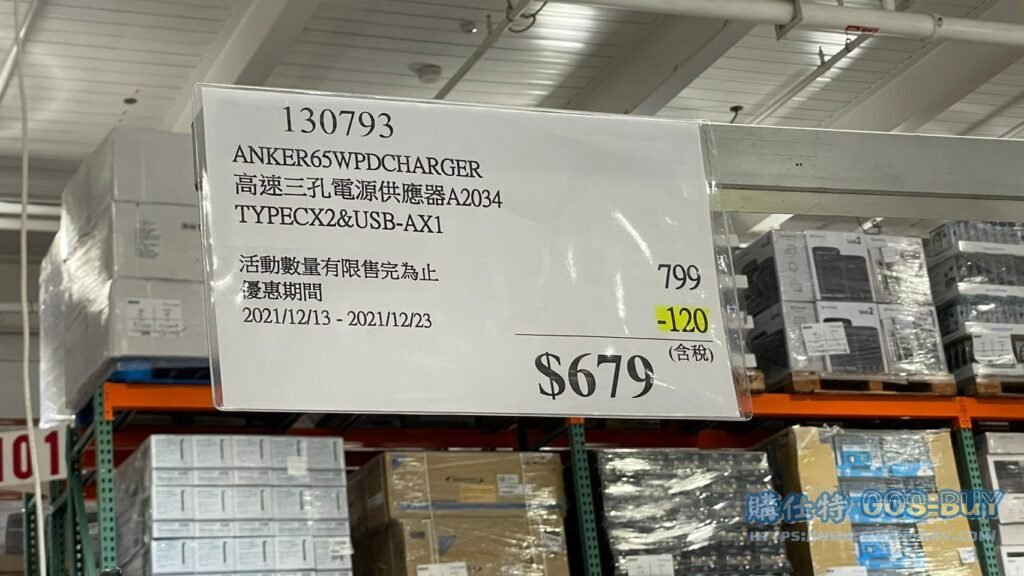 130793
ANKER65WPDCHARGER
高速三孔電源供應器A2034
TYPECX2&USB-AX1
活動數量有限售完為止
799
優惠期間
-120
2021/12/13 - 2021/12/23
(含稅)
$679
101
購仕特 COS-BUY